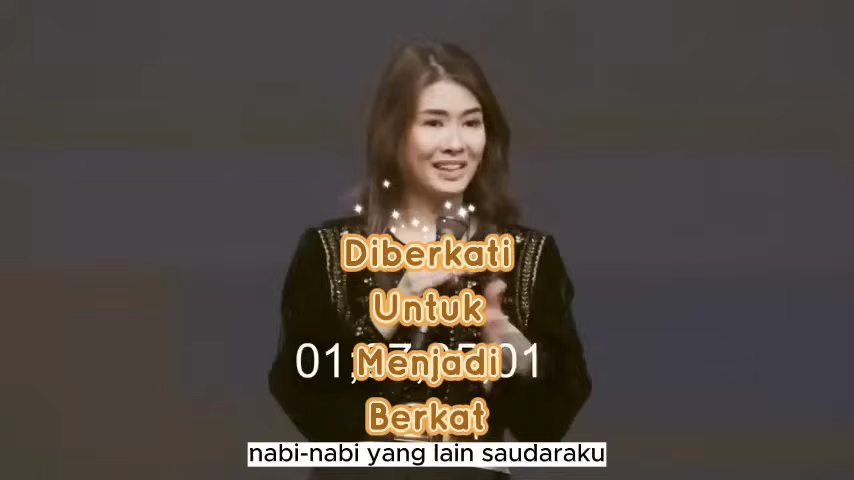 Diberkati
Untuk
Menjadi
Berkat
nabi-nabi yang lain saudaraku